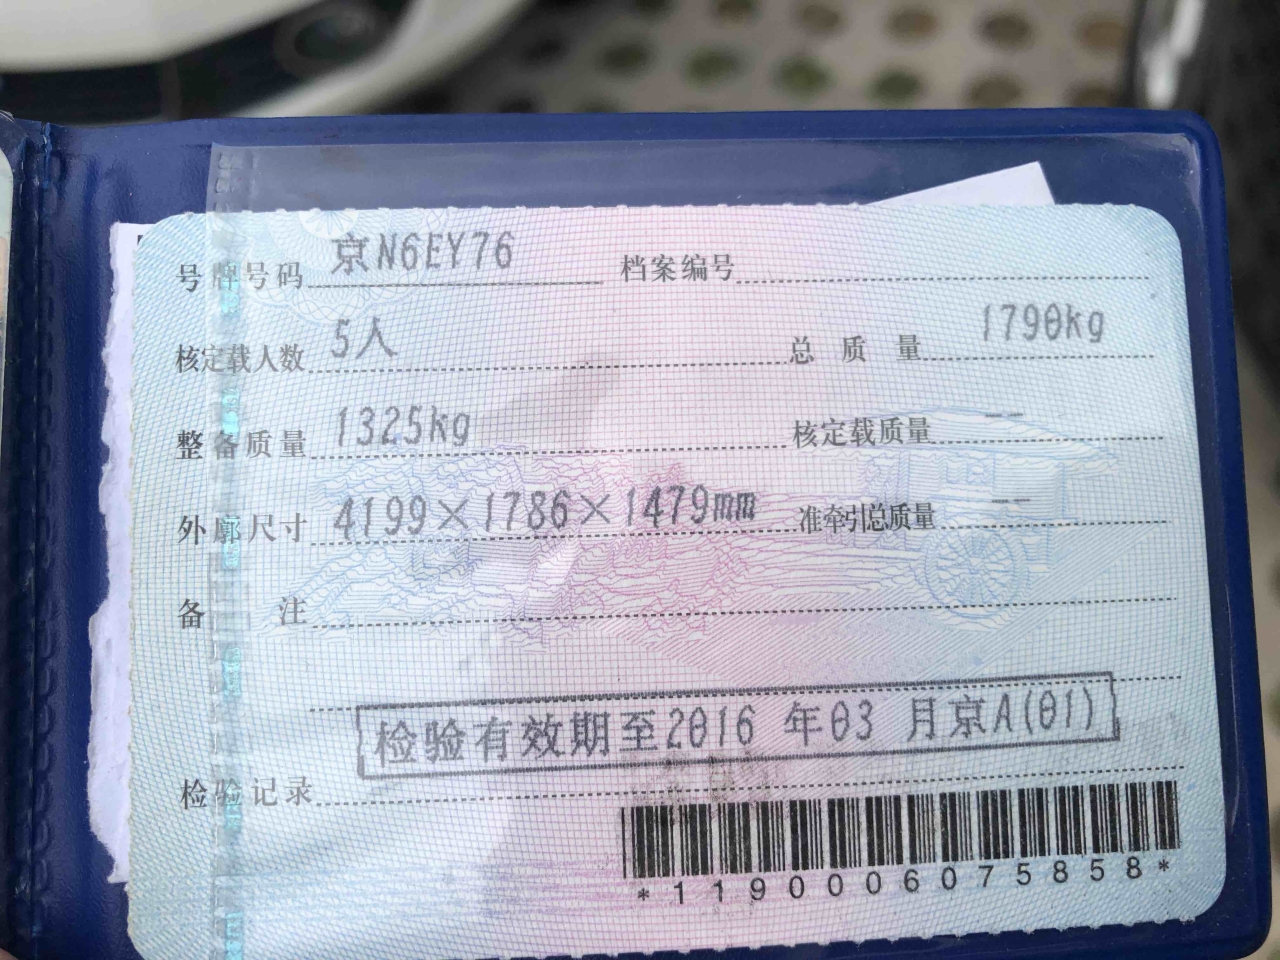 号牌号码 京N6EY76 档案编号
核定载人数 5人 总质量 1790kg
整备质量 1325kg 核定载质量 --
外廓尺寸 4199×1786×1479mm 准牵引总质量 --
备注
检验有效期至2016年03月京A(01)
检验记录
*1190006075858*